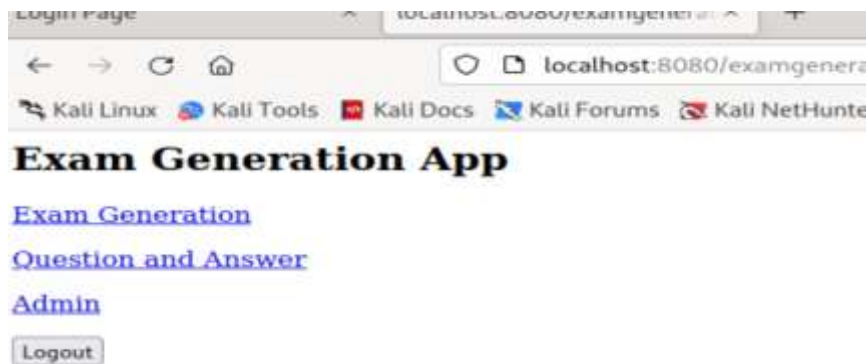 Login Page localhost:8080/examgenera
localhost:8080/examgenera
Kali Linux Kali Tools Kali Docs Kali Forums Kali NetHunte
Exam Generation App
Exam Generation
Question and Answer
Admin
Logout